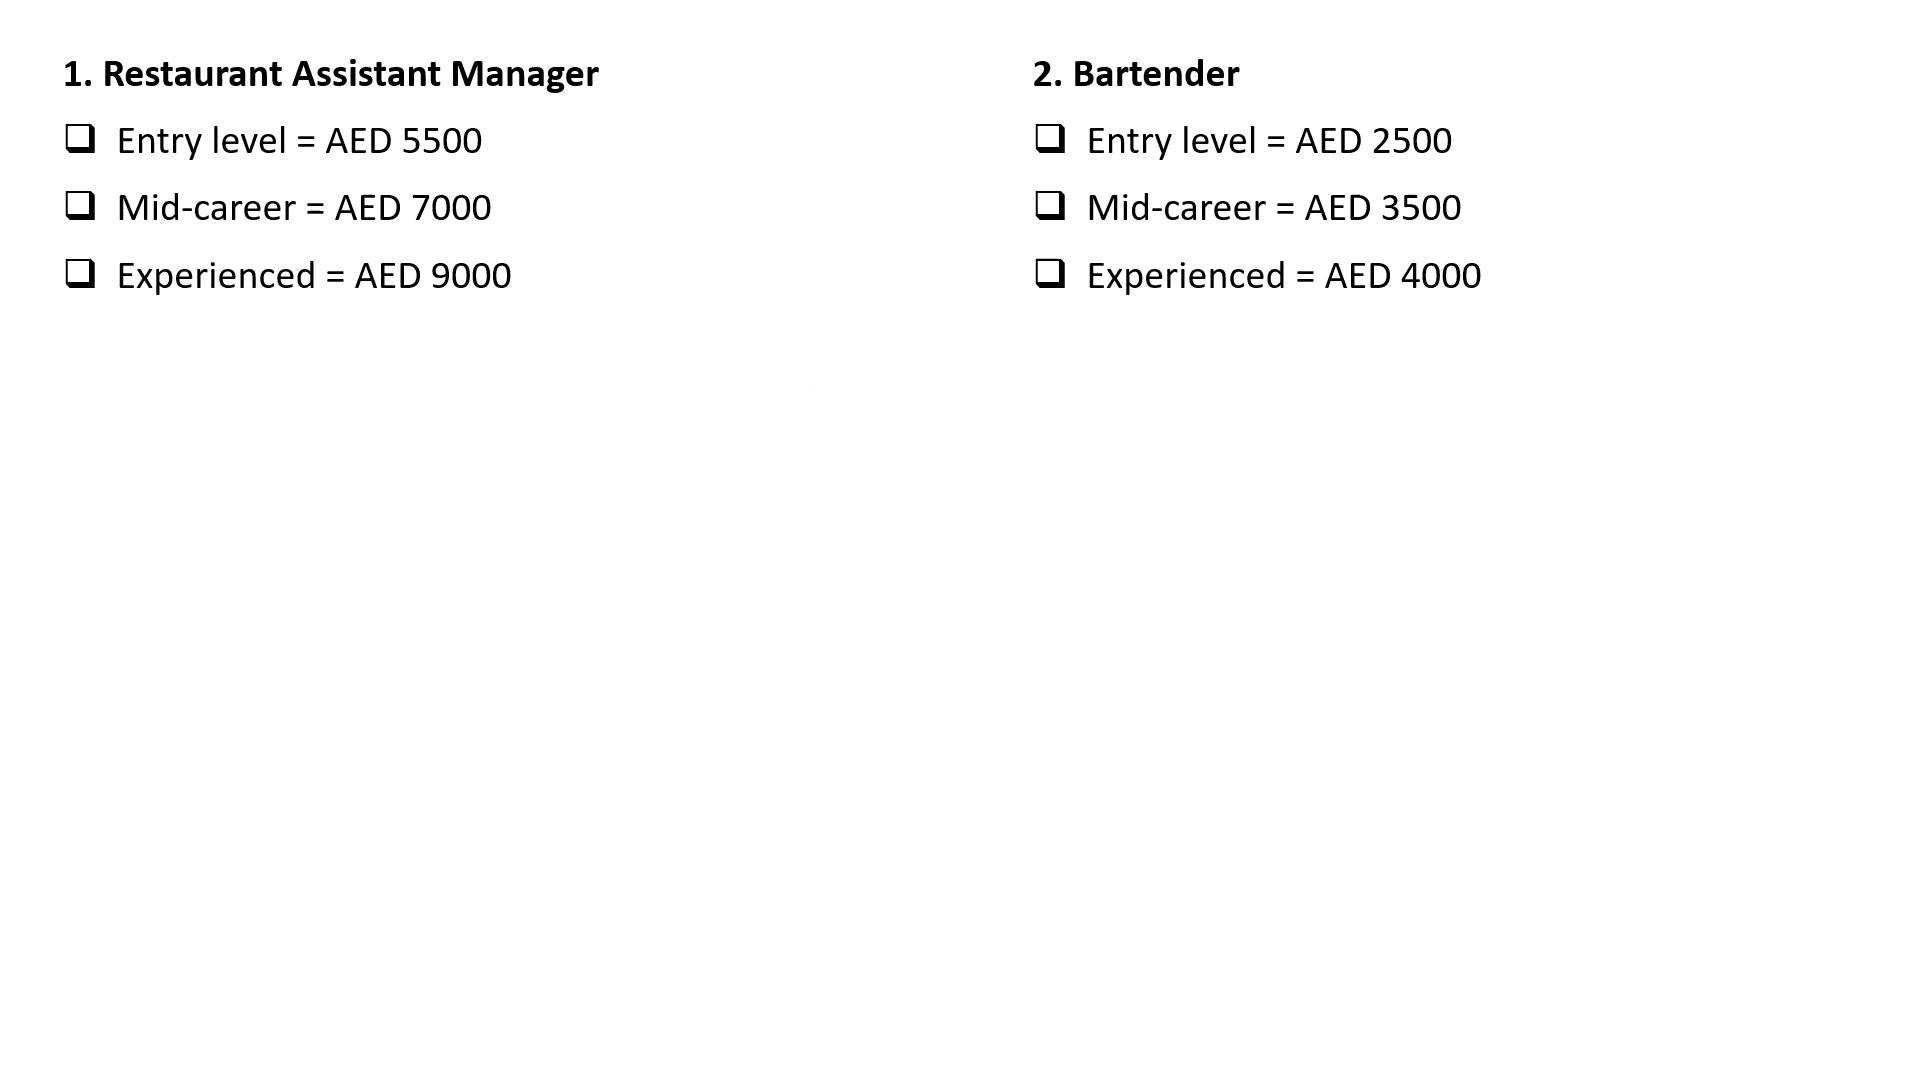 1. Restaurant Assistant Manager
❑ Entry level = AED 5500
❑ Mid-career = AED 7000
❑ Experienced = AED 9000
2. Bartender
❑ Entry level = AED 2500
❑ Mid-career = AED 3500
❑ Experienced = AED 4000